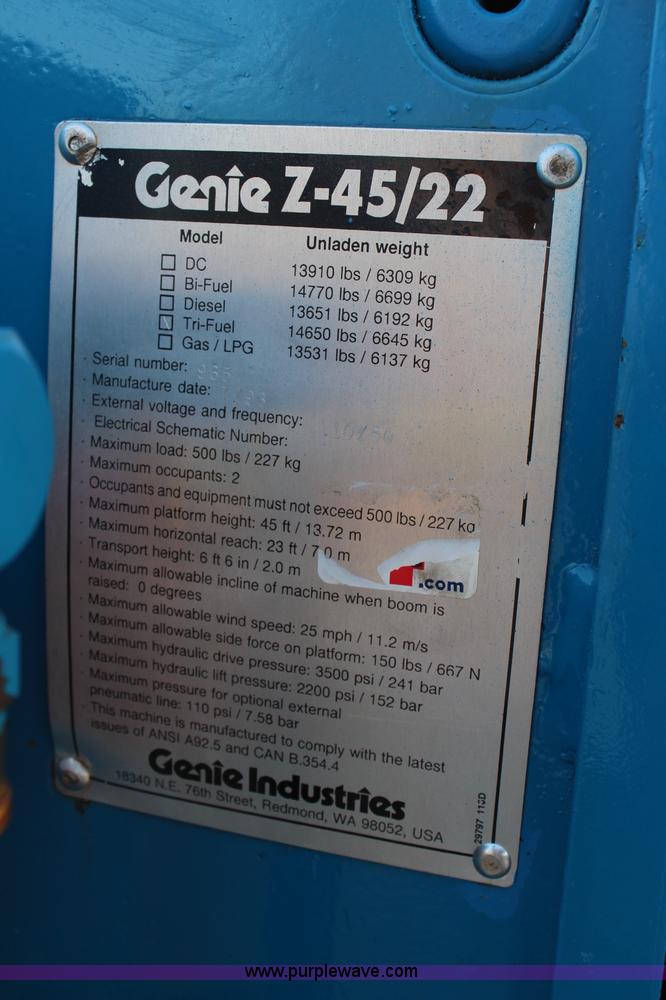 Genie Z-45/22
Model Unladen weight
DC 13910 lbs / 6309 kg
Bi-Fuel 14770 lbs / 6699 kg
Diesel 13651 lbs / 6192 kg
Tri-Fuel 14650 lbs / 6645 kg
Gas / LPG 13531 lbs / 6137 kg
· Serial number:
· Manufacture date:
· External voltage and frequency:
· Electrical Schematic Number:
· Maximum load: 500 lbs / 227 kg
· Maximum occupants: 2
· Occupants and equipment must not exceed 500 lbs / 227 kg
· Maximum platform height: 45 ft / 13.72 m
· Maximum horizontal reach: 23 ft / 7.0 m
· Transport height: 6 ft 6 in / 2.0 m
.com
· Maximum allowable incline of machine when boom is
raised: 0 degrees
· Maximum allowable wind speed: 25 mph / 11.2 m/s
· Maximum allowable side force on platform: 150 lbs / 667 N
· Maximum hydraulic drive pressure: 3500 psi / 241 bar
· Maximum hydraulic lift pressure: 2200 psi / 152 bar
· Maximum pressure for optional external
pneumatic line: 110 psi / 7.58 bar
· This machine is manufactured to comply with the latest
issues of ANSI A92.5 and CAN B.354.4
Genie Industries
18340 N.E. 76th Street, Redmond, WA 98052, USA
29797
www.purplewave.com